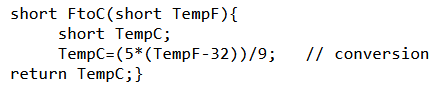 short FtoC(short TempF){
     short TempC;
     TempC=(5*(TempF-32))/9;   // conversion
return TempC;}